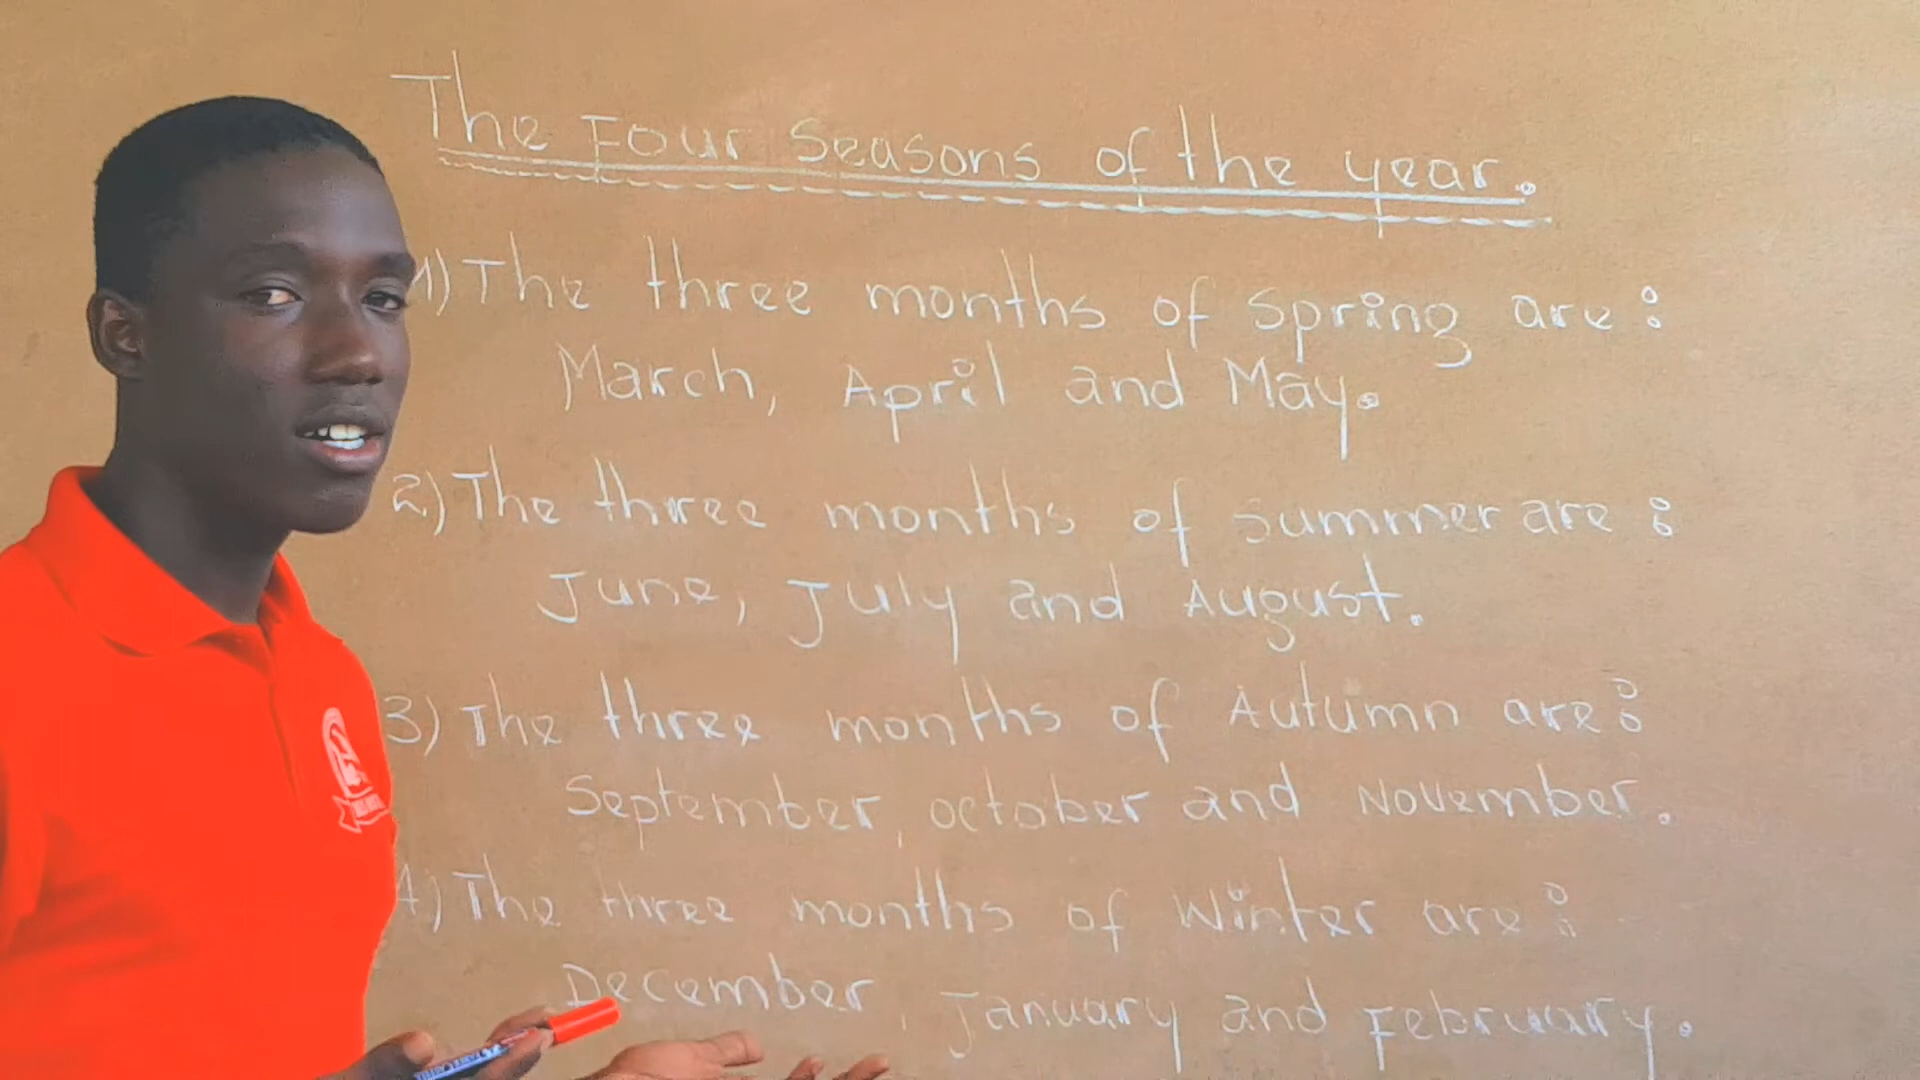 The Four Seasons of the year.
1) The three months of Spring are:
March, April and May.
2) The three months of summer are:
June, July and August.
3) The three months of Autumn are:
September, october and November.
4) The three months of Winter are:
December, January and February.